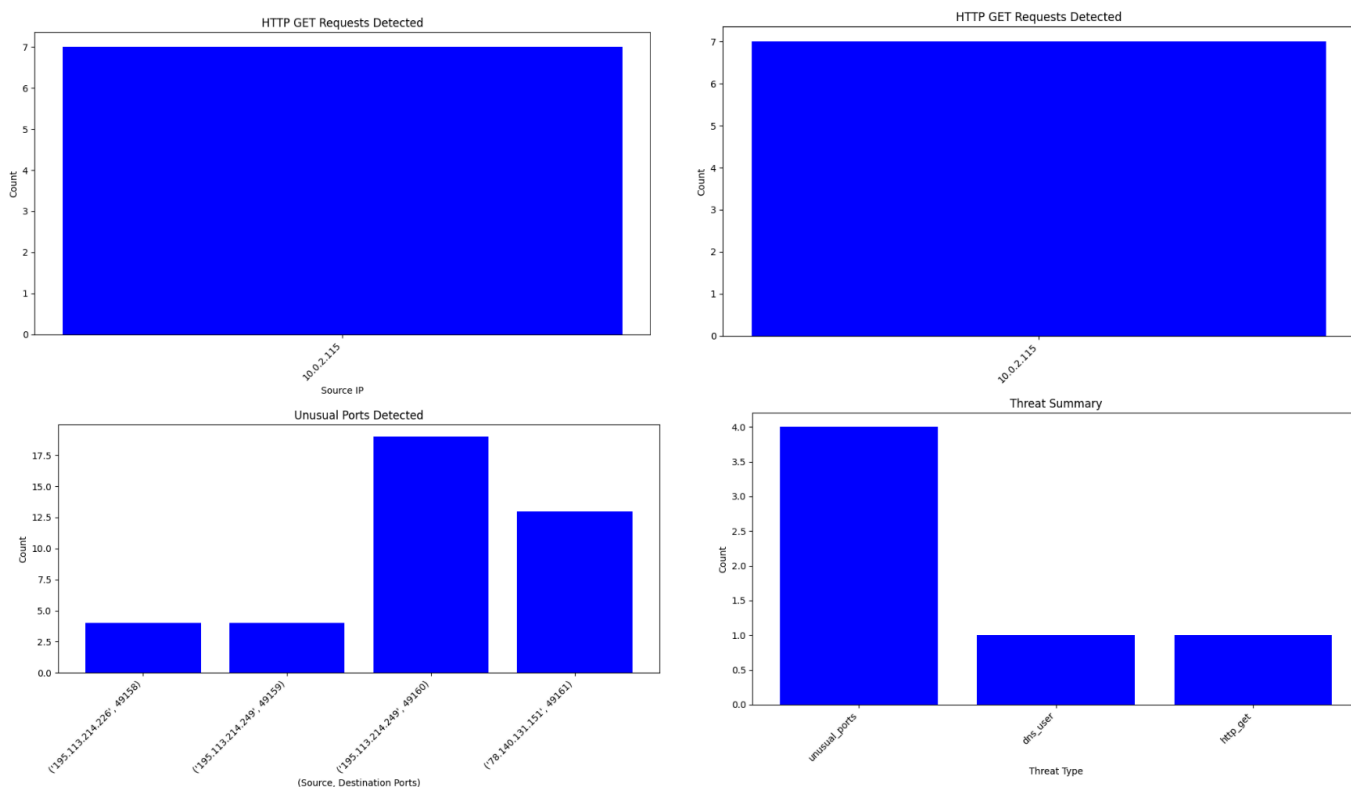 HTTP GET Requests Detected
7
6
5
4
3
2
1
0
Count
10.0.2.115
Source IP
HTTP GET Requests Detected
7
6
5
4
3
2
1
0
Count
10.0.2.115
Unusual Ports Detected
17.5
15.0
12.5
10.0
7.5
5.0
2.5
0.0
Count
('195.113.214.226', 49158)
('195.113.214.249', 49159)
('195.113.214.249', 49160)
('78.140.131.151', 49161)
(Source, Destination Ports)
Threat Summary
4.0
3.5
3.0
2.5
2.0
1.5
1.0
0.5
0.0
Count
unusual_ports
dns_user
http_get
Threat Type